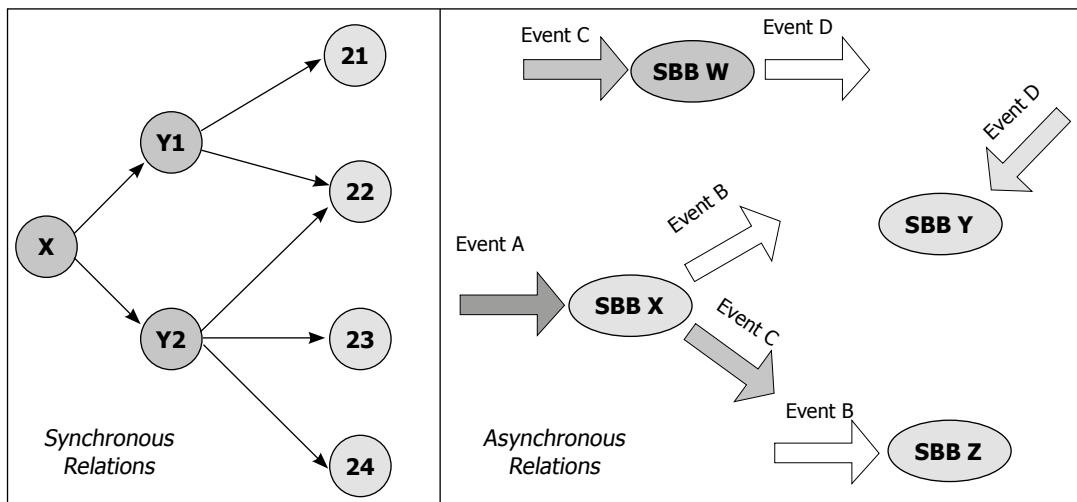 21
Y1
22
X
Y2
23
24
Synchronous
Relations
Event C
SBB W
Event D
Event D
SBB Y
Event B
Event A
SBB X
Event C
Event B
SBB Z
Asynchronous
Relations